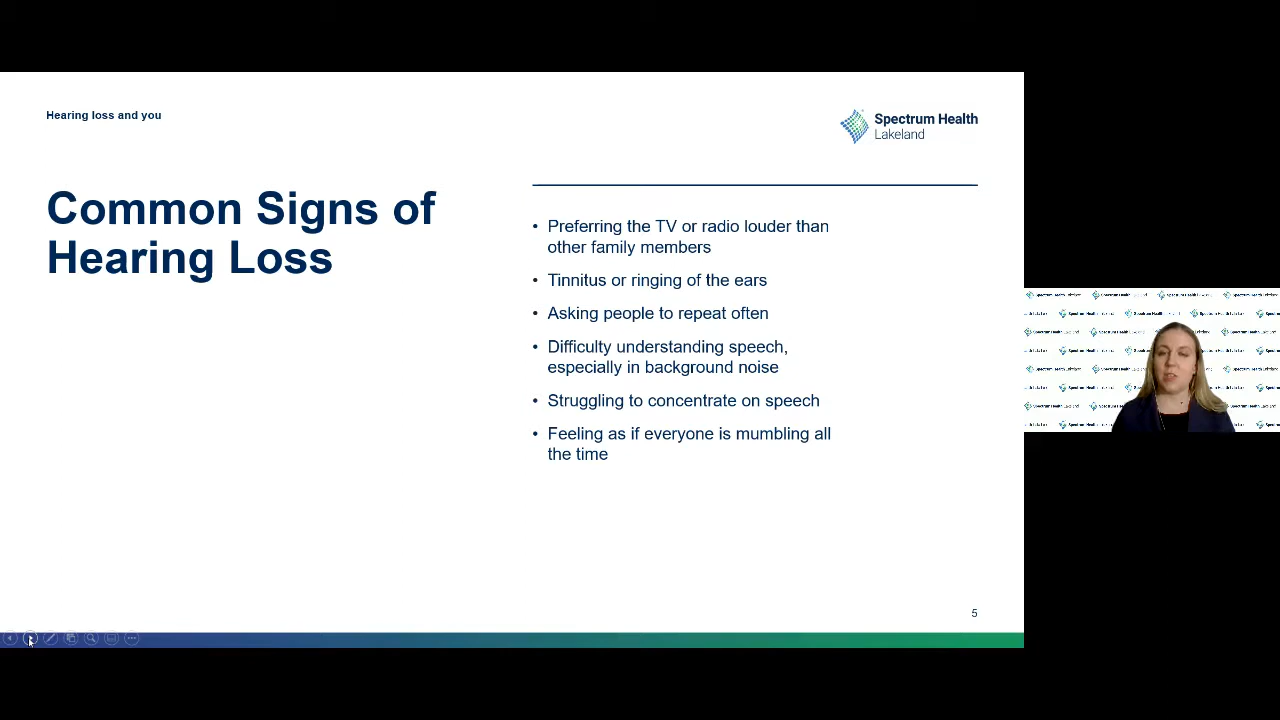 Hearing loss and you
Spectrum Health
Lakeland
Common Signs of
Hearing Loss
• Preferring the TV or radio louder than
other family members
• Tinnitus or ringing of the ears
• Asking people to repeat often
• Difficulty understanding speech,
especially in background noise
• Struggling to concentrate on speech
• Feeling as if everyone is mumbling all
the time
5